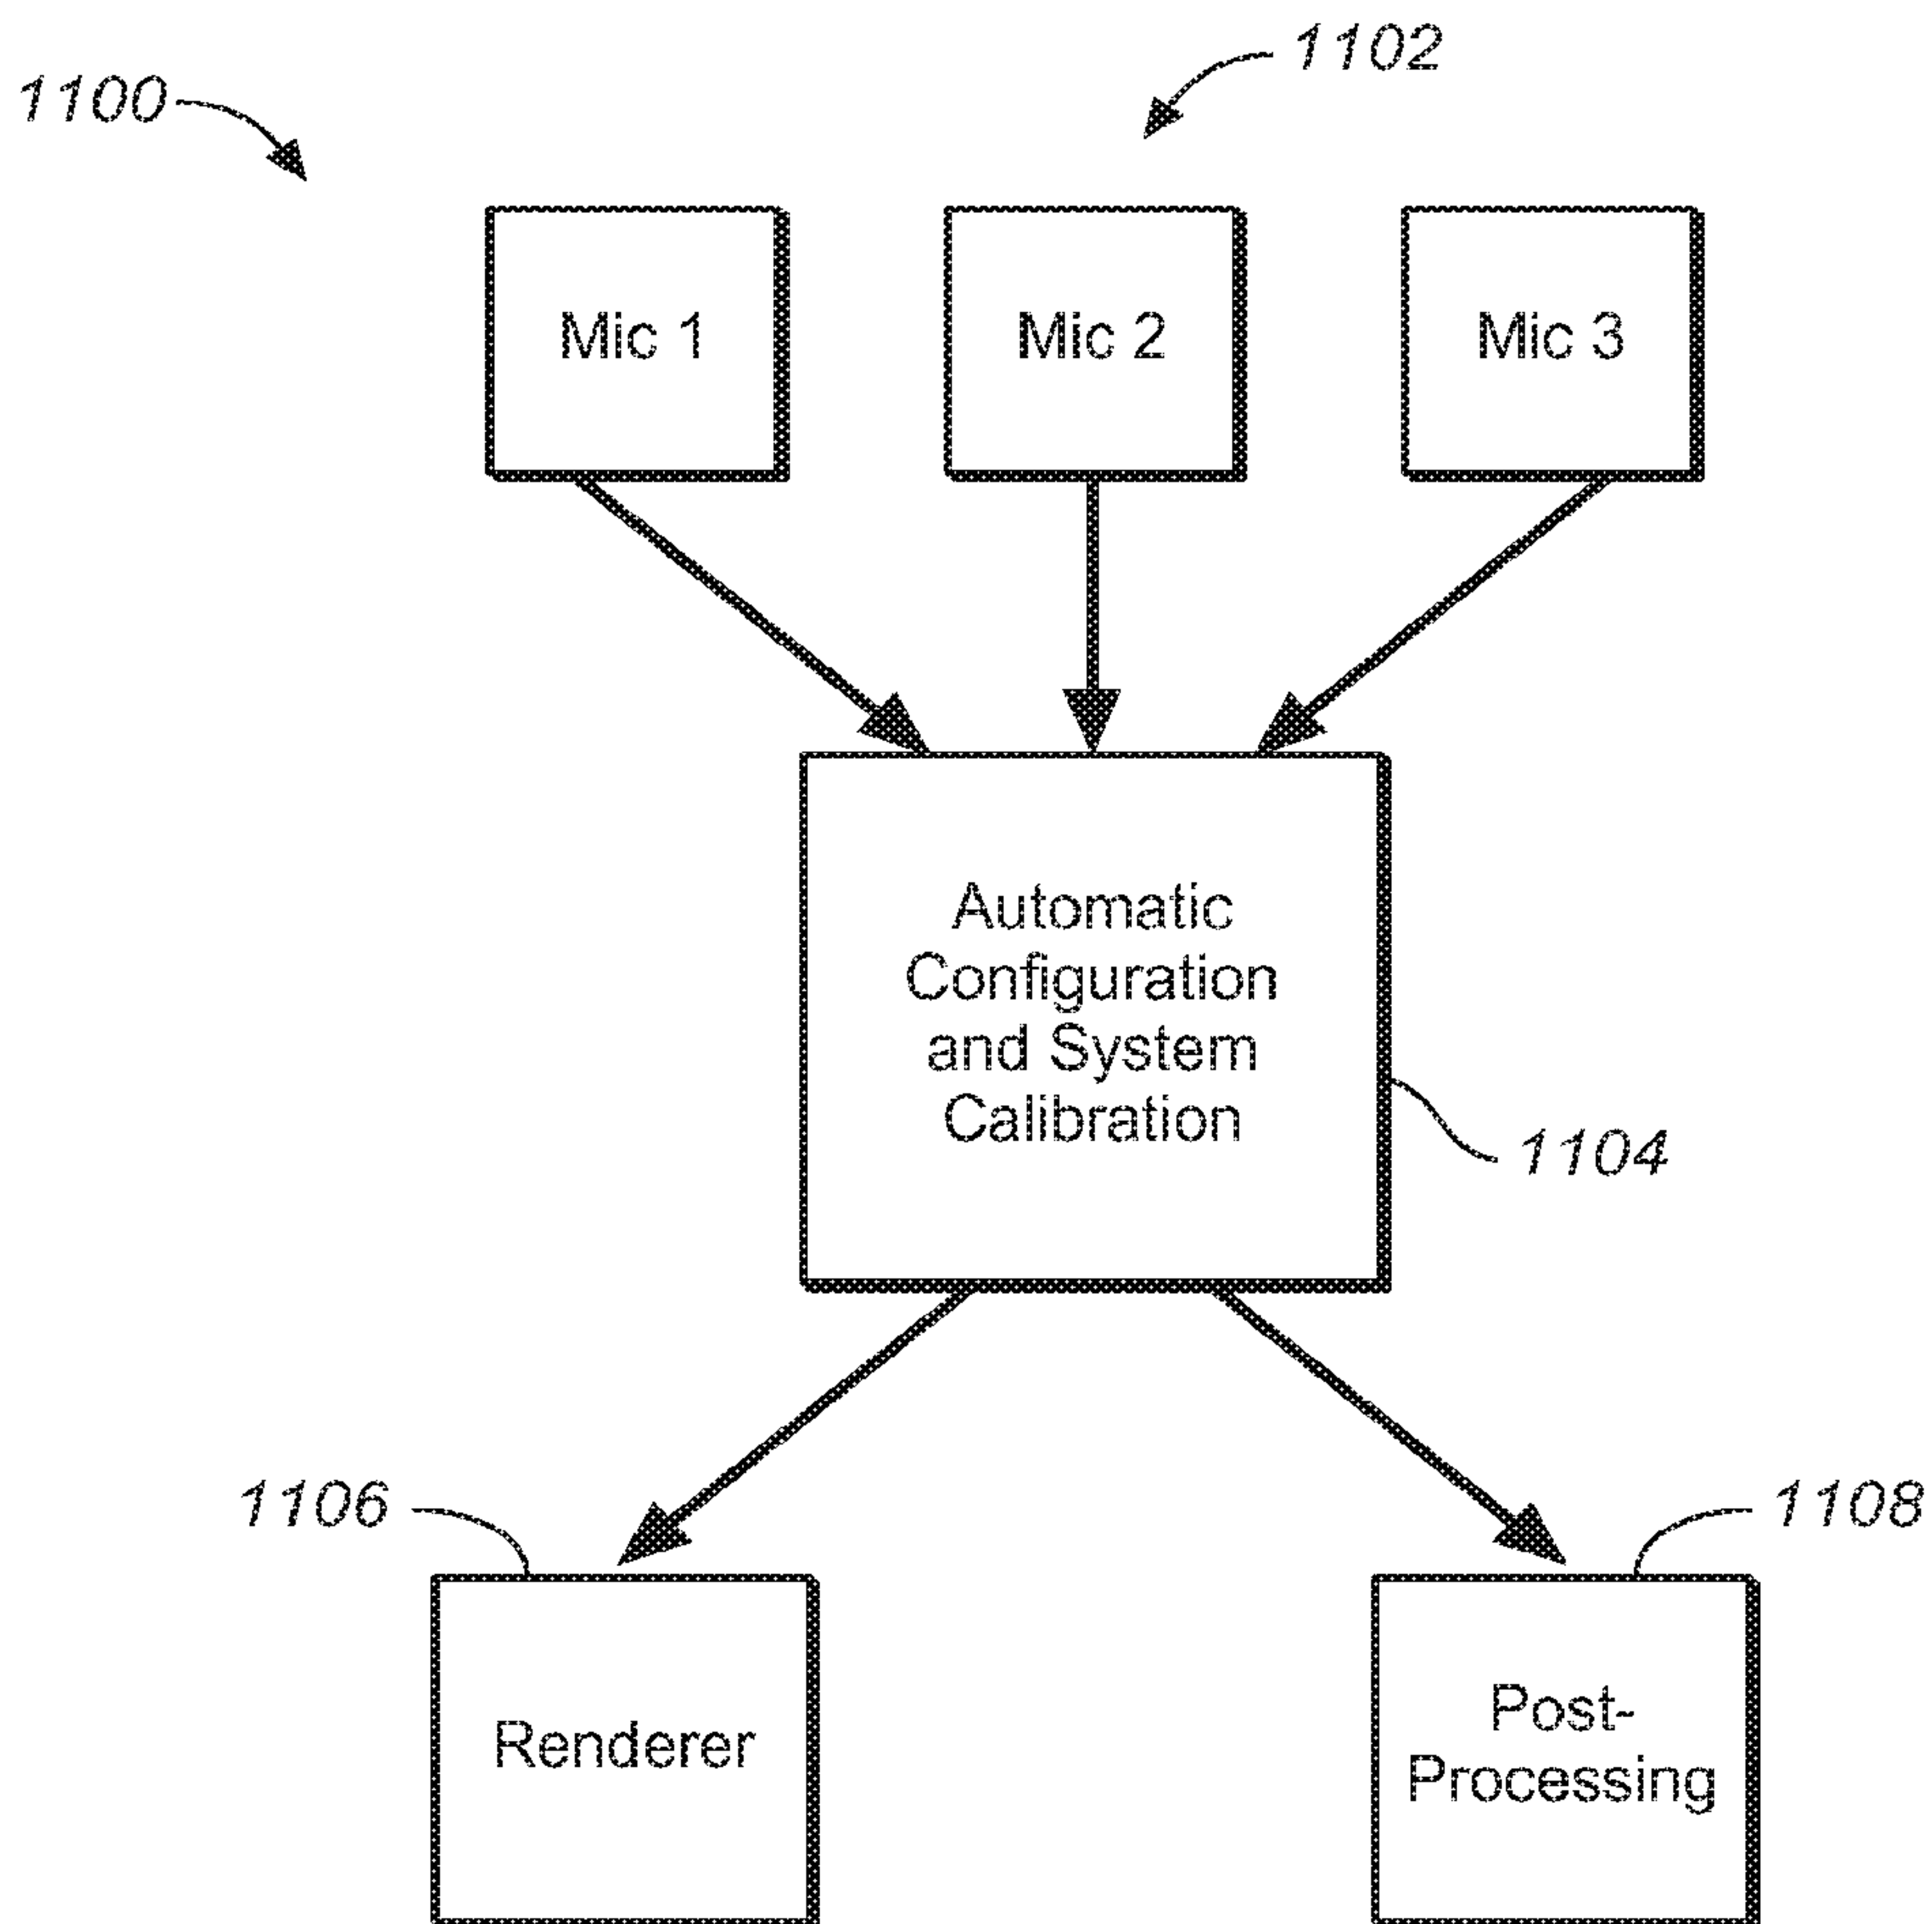 1102
1100
Mic 1
Mic 2
Mic 3
Automatic
Configuration
and System
Calibration
1104
1106
1108
Renderer
Post-
Processing